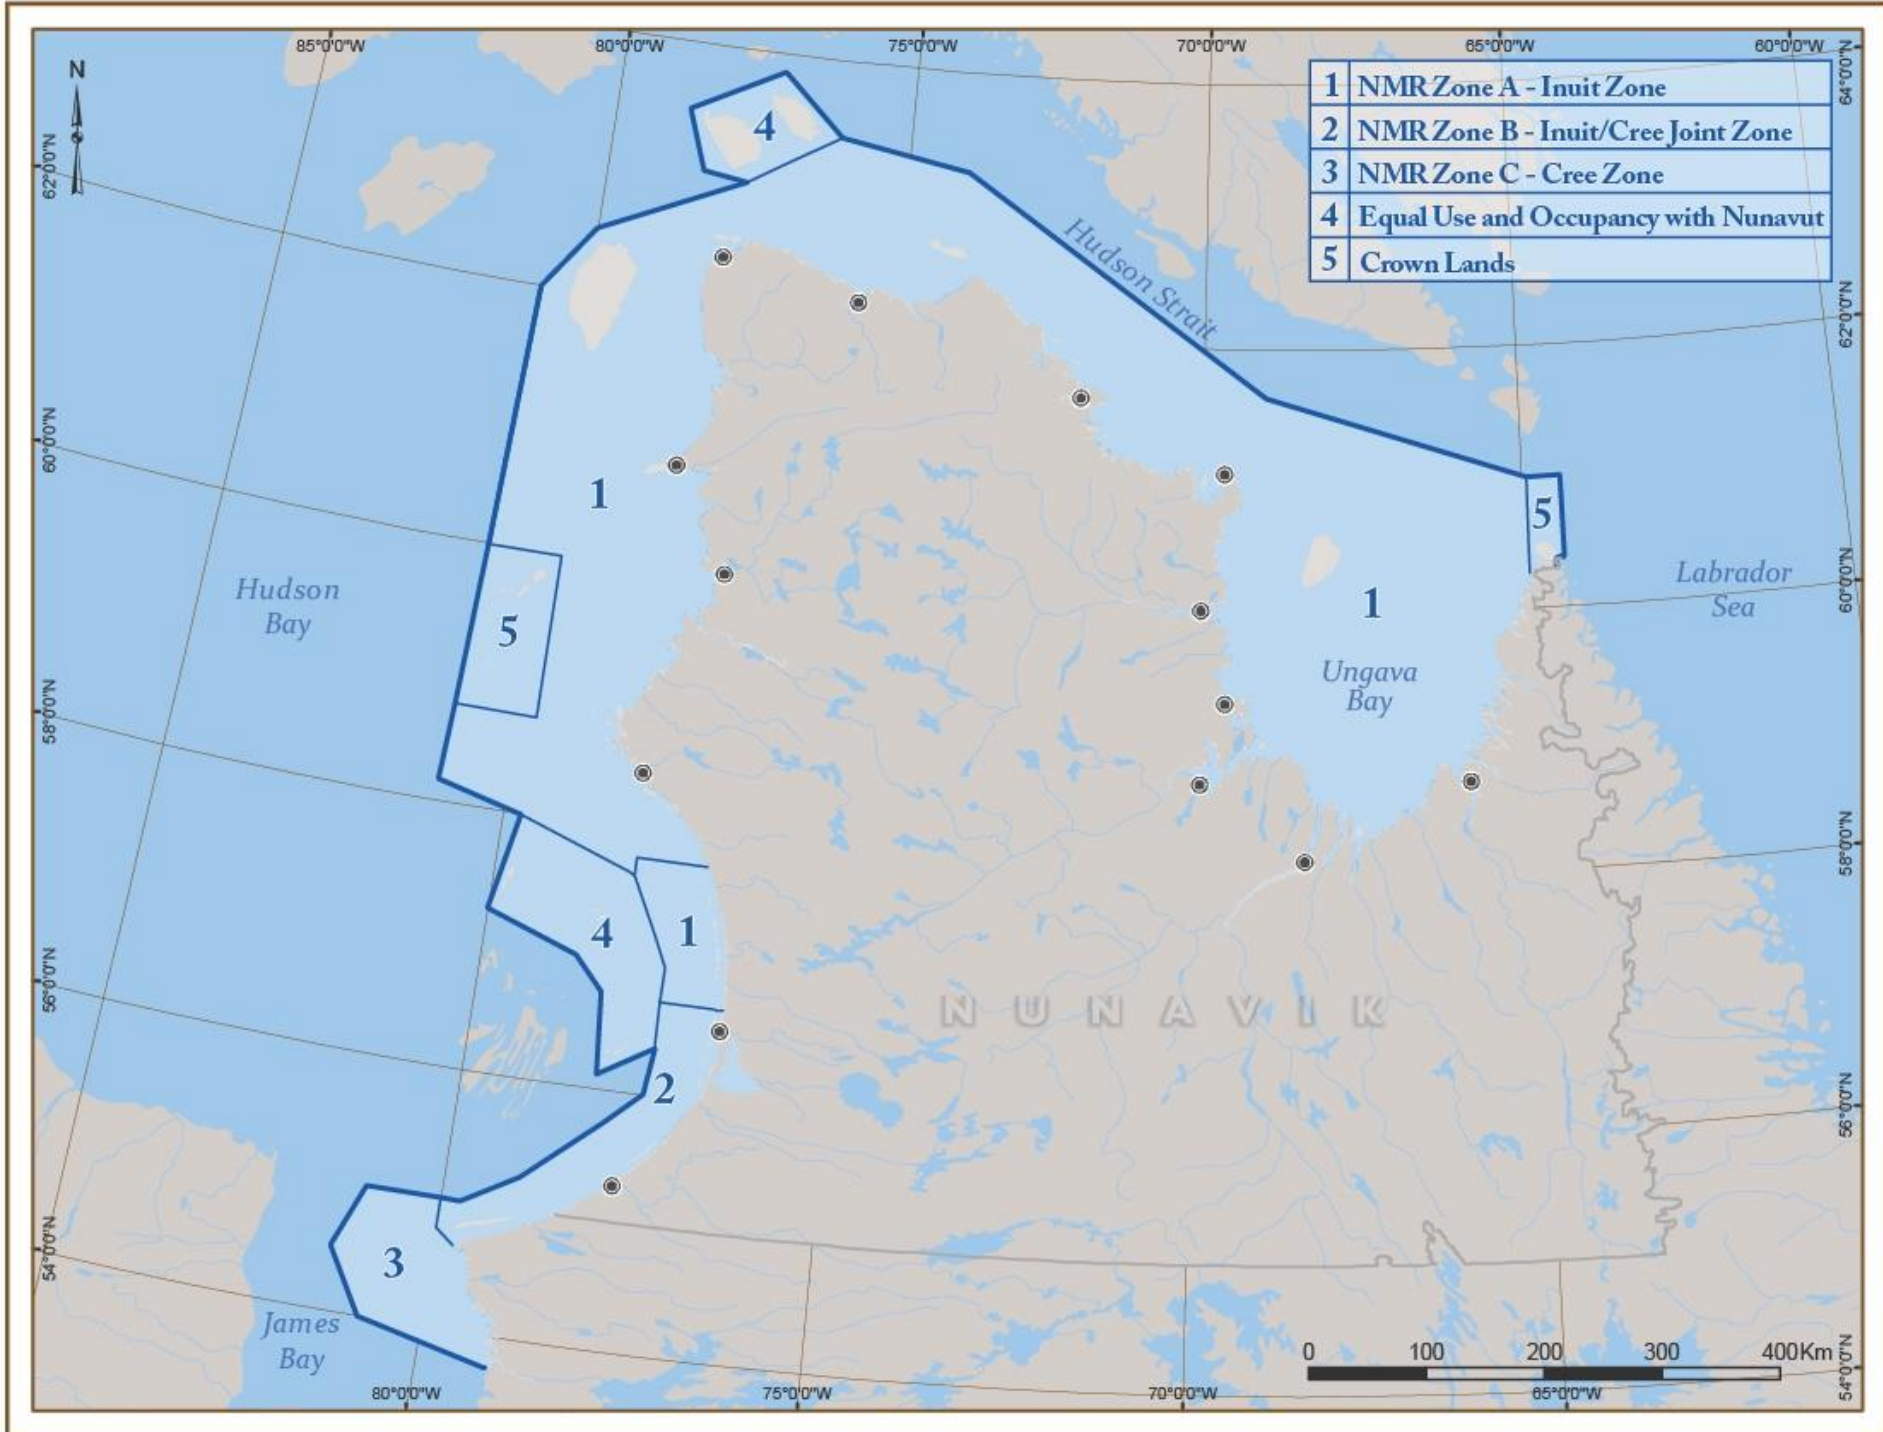 85°0'0"W 80°0'0"W 75°0'0"W 70°0'0"W 65°0'0"W 60°0'0"W
N
64°0'0"N
1 NMR Zone A - Inuit Zone
2 NMR Zone B - Inuit/Cree Joint Zone
3 NMR Zone C - Cree Zone
4 Equal Use and Occupancy with Nunavut
5 Crown Lands
4
62°0'0"N
Hudson Strait
62°0'0"N
60°0'0"N
1
5
Hudson
Bay
5
1
Labrador
Sea
60°0'0"N
Ungava
Bay
58°0'0"N
58°0'0"N
4
1
56°0'0"N
NUNAVIK
2
56°0'0"N
54°0'0"N
3
James
Bay
0 100 200 300 400Km
54°0'0"N
80°0'0"W 75°0'0"W 70°0'0"W 65°0'0"W